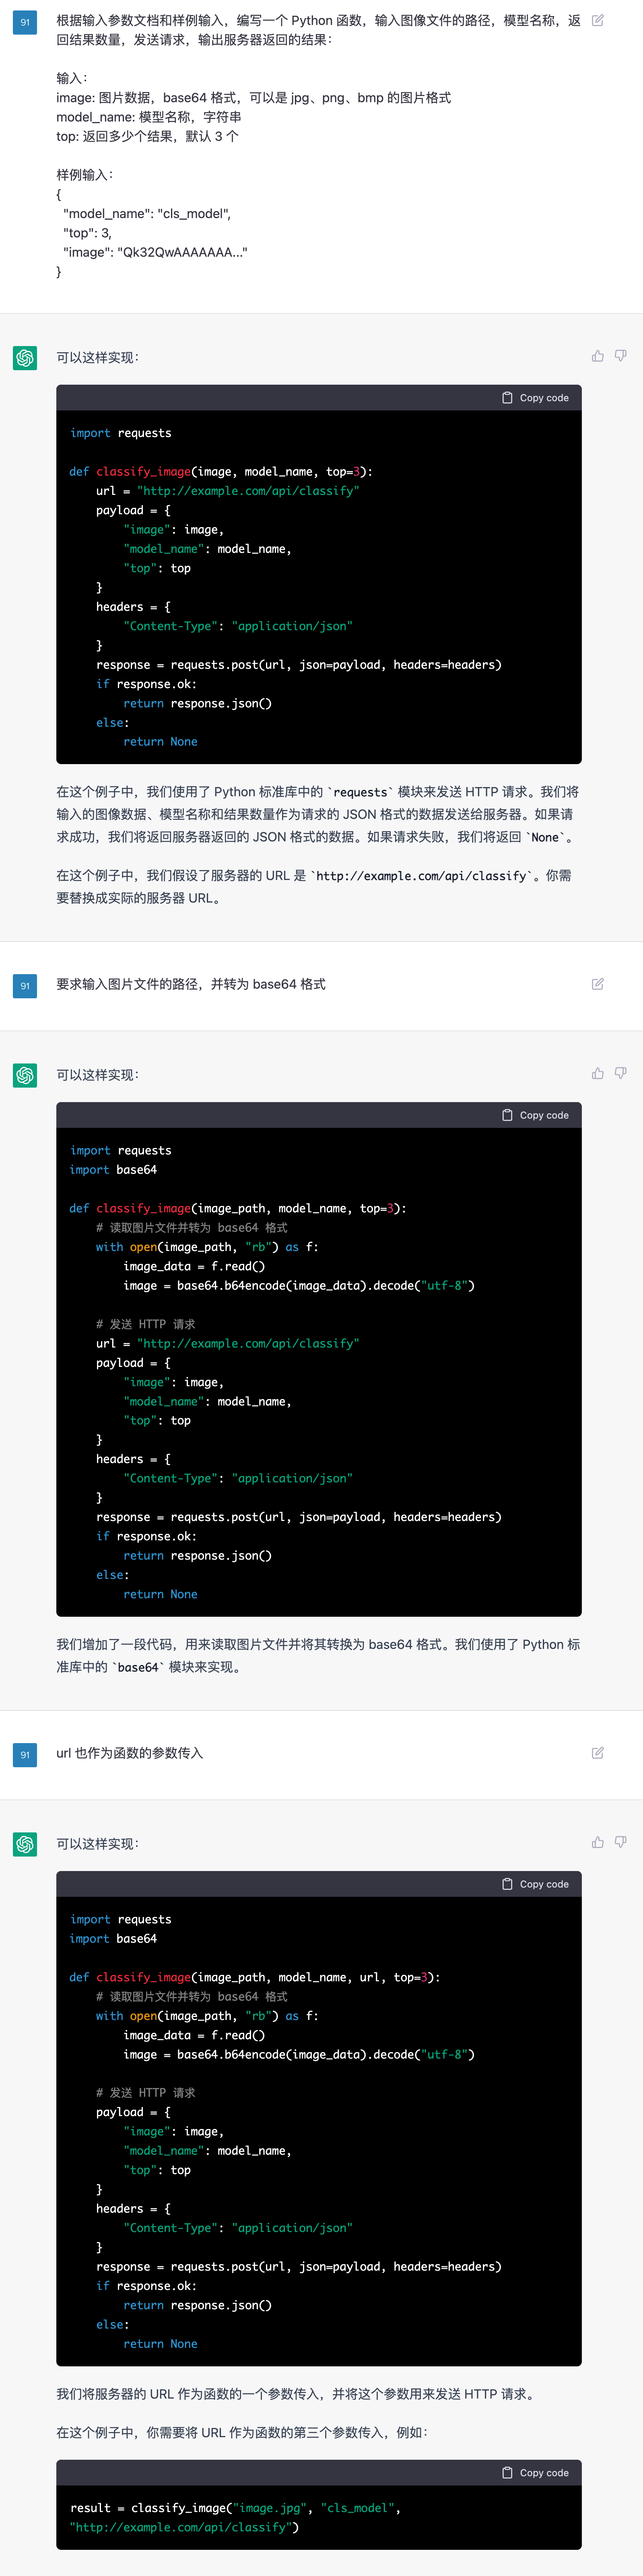 91
根据输入参数文档和样例输入，编写一个 Python 函数，输入图像文件的路径，模型名称，返
回结果数量，发送请求，输出服务器返回的结果：
输入：
image: 图片数据，base64 格式，可以是 jpg、png、bmp 的图片格式
model_name: 模型名称，字符串
top: 返回多少个结果，默认 3 个
样例输入：
{
"model_name": "cls_model",
"top": 3,
"image": "Qk32QwAAAAAAA..."
}
可以这样实现：
Copy code
import requests
def classify_image(image, model_name, top=3):
url = "http://example.com/api/classify"
payload = {
"image": image,
"model_name": model_name,
"top": top
}
headers = {
"Content-Type": "application/json"
}
response = requests.post(url, json=payload, headers=headers)
if response.ok:
return response.json()
else:
return None
在这个例子中，我们使用了 Python 标准库中的 `requests` 模块来发送 HTTP 请求。我们将
输入的图像数据、模型名称和结果数量作为请求的 JSON 格式的数据发送给服务器。如果请
求成功，我们将返回服务器返回的 JSON 格式的数据。如果请求失败，我们将返回 `None`。
在这个例子中，我们假设了服务器的 URL 是 `http://example.com/api/classify`。你需
要替换成实际的服务器 URL。
91
要求输入图片文件的路径，并转为 base64 格式
可以这样实现：
Copy code
import requests
import base64
def classify_image(image_path, model_name, top=3):
# 读取图片文件并转为 base64 格式
with open(image_path, "rb") as f:
image_data = f.read()
image = base64.b64encode(image_data).decode("utf-8")
# 发送 HTTP 请求
url = "http://example.com/api/classify"
payload = {
"image": image,
"model_name": model_name,
"top": top
}
headers = {
"Content-Type": "application/json"
}
response = requests.post(url, json=payload, headers=headers)
if response.ok:
return response.json()
else:
return None
我们增加了一段代码，用来读取图片文件并将其转换为 base64 格式。我们使用了 Python 标
准库中的 `base64` 模块来实现。
91
url 也作为函数的参数传入
可以这样实现：
Copy code
import requests
import base64
def classify_image(image_path, model_name, url, top=3):
# 读取图片文件并转为 base64 格式
with open(image_path, "rb") as f:
image_data = f.read()
image = base64.b64encode(image_data).decode("utf-8")
# 发送 HTTP 请求
payload = {
"image": image,
"model_name": model_name,
"top": top
}
headers = {
"Content-Type": "application/json"
}
response = requests.post(url, json=payload, headers=headers)
if response.ok:
return response.json()
else:
return None
我们将服务器的 URL 作为函数的一个参数传入，并将这个参数用来发送 HTTP 请求。
在这个例子中，你需要将 URL 作为函数的第三个参数传入，例如：
Copy code
result = classify_image("image.jpg", "cls_model",
"http://example.com/api/classify")